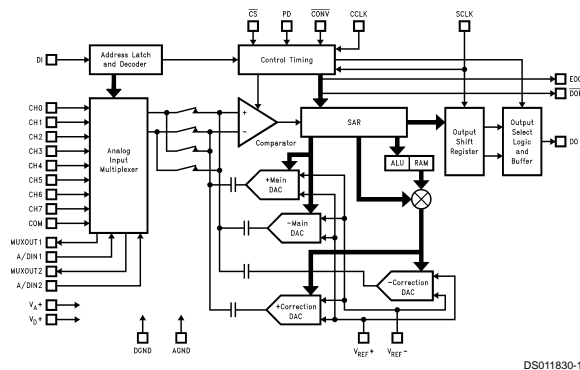 CS PD CONV CCLK SCLK
DI
Address Latch
and Decoder
Control Timing
EOC
CH0
CH1
CH2
CH3
CH4
CH5
CH6
CH7
COM
MUXOUT1
A/DIN1
MUXOUT2
A/DIN2
VA+
VD+
Analog
Input
Multiplexer
+
−
Comparator
SAR
ALU RAM
Output
Shift
Register
Output
Select
Logic
and
Buffer
DO
+Main
DAC
−Main
DAC
−Correction
DAC
+Correction
DAC
DGND
AGND
VREF+
VREF−
DS011830-1